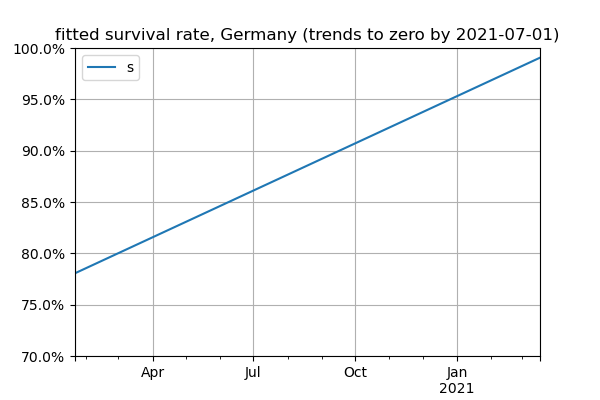 fitted survival rate, Germany (trends to zero by 2021-07-01)
100.0%
s
95.0%
90.0%
85.0%
80.0%
75.0%
70.0%
Apr Jul Oct Jan
2021